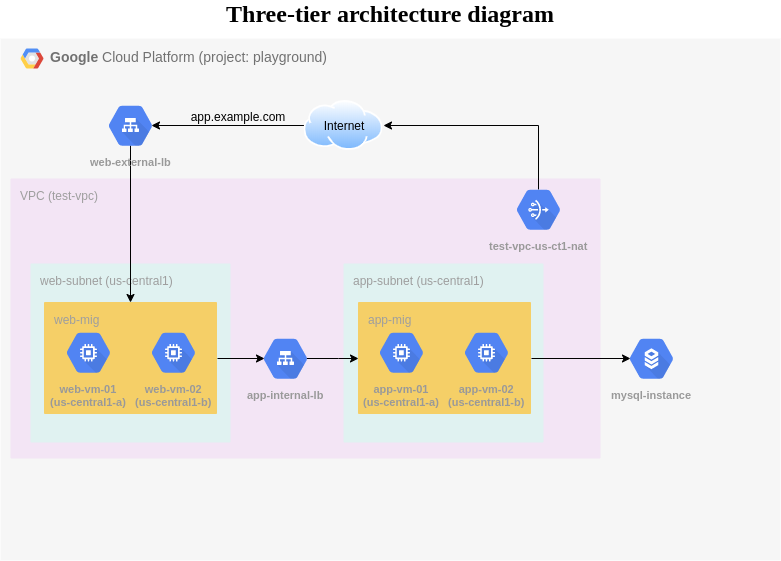 Three-tier architecture diagram
Google Cloud Platform (project: playground)
app.example.com
Internet
web-external-lb
VPC (test-vpc)
test-vpc-us-ct1-nat
web-subnet (us-central1)
app-subnet (us-central1)
web-mig
app-mig
web-vm-01
(us-central1-a)
web-vm-02
(us-central1-b)
app-internal-lb
app-vm-01
(us-central1-a)
app-vm-02
(us-central1-b)
mysql-instance